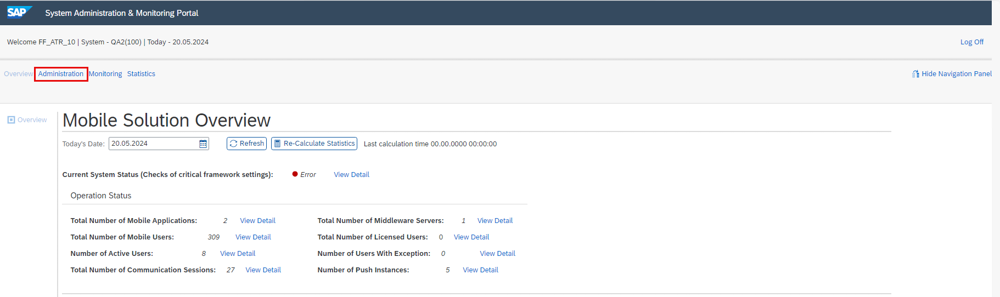 SAP System Administration & Monitoring Portal
Welcome FF_ATR_10 | System - QA2(100) | Today - 20.05.2024 Log Off
Overview Administration Monitoring Statistics Hide Navigation Panel
Overview
Mobile Solution Overview
Today's Date: 20.05.2024 Refresh Re-Calculate Statistics Last calculation time 00.00.0000 00:00:00
Current System Status (Checks of critical framework settings): Error View Detail
Operation Status
Total Number of Mobile Applications: 2 View Detail Total Number of Middleware Servers: 1 View Detail
Total Number of Mobile Users: 309 View Detail Total Number of Licensed Users: 0 View Detail
Number of Active Users: 8 View Detail Number of Users With Exception: 0 View Detail
Total Number of Communication Sessions: 27 View Detail Number of Push Instances: 5 View Detail